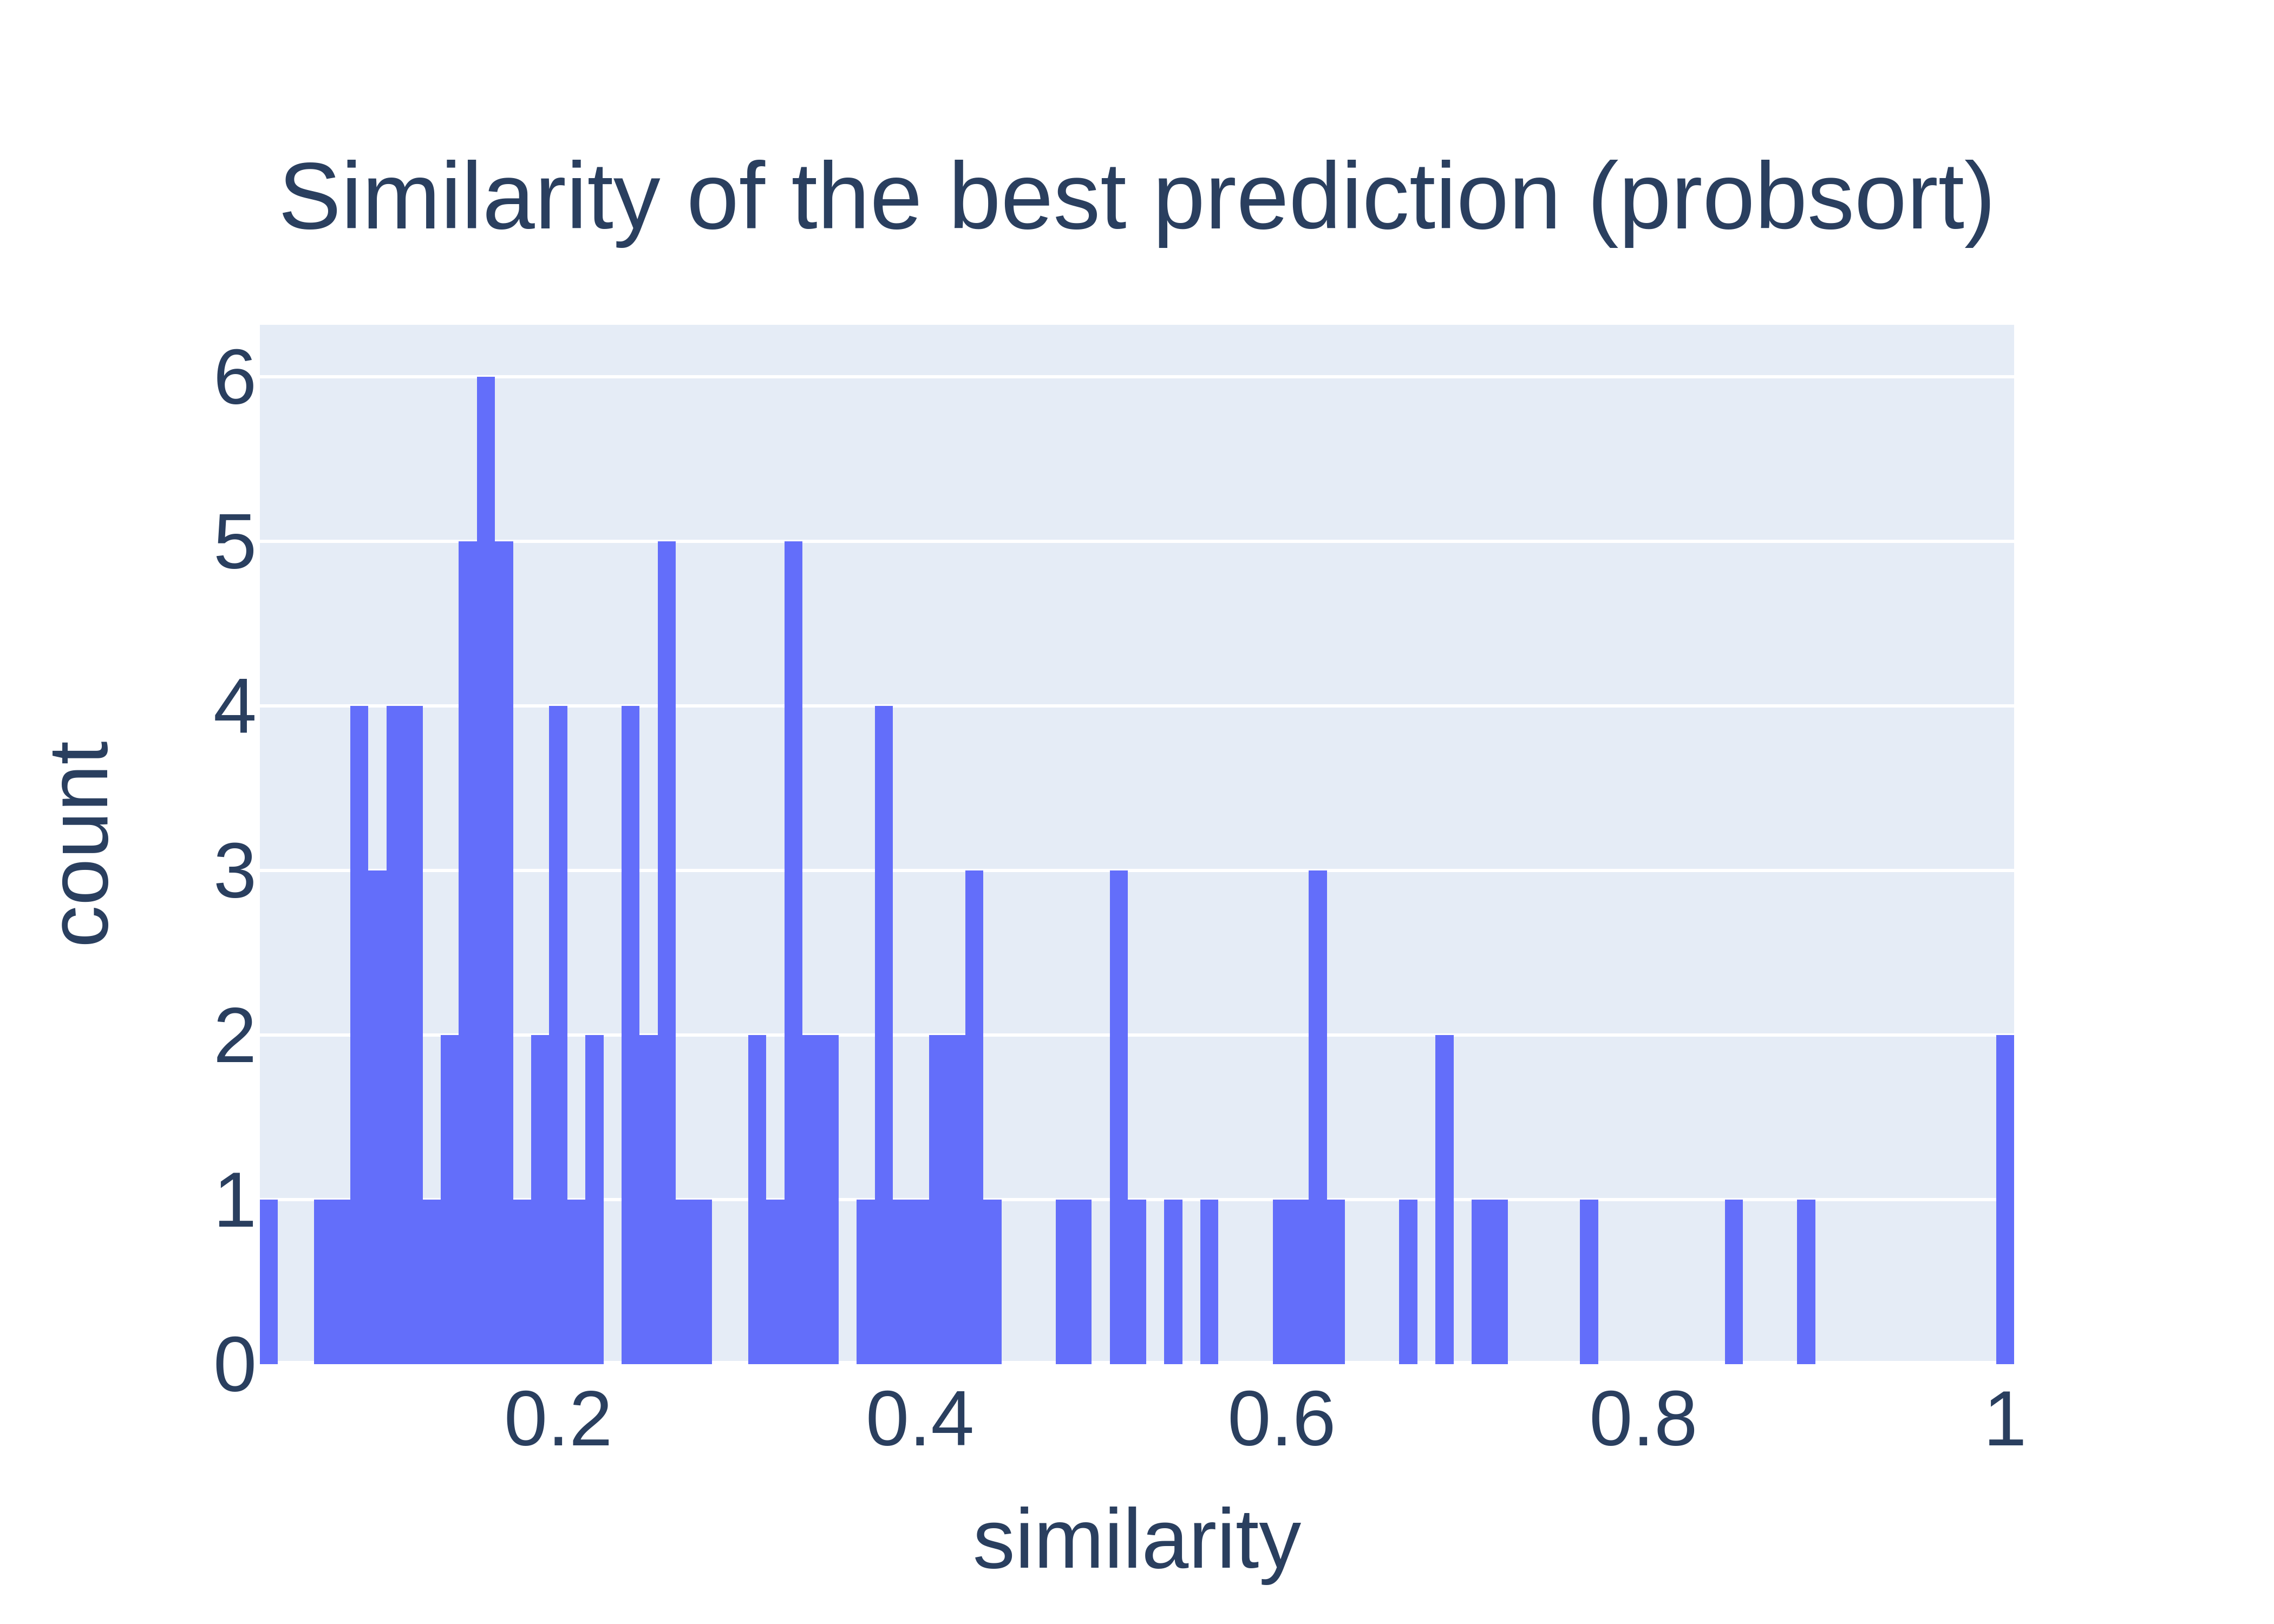 Similarity of the best prediction (probsort)
6
5
4
3
2
1
0
count
0.2 0.4 0.6 0.8 1
similarity